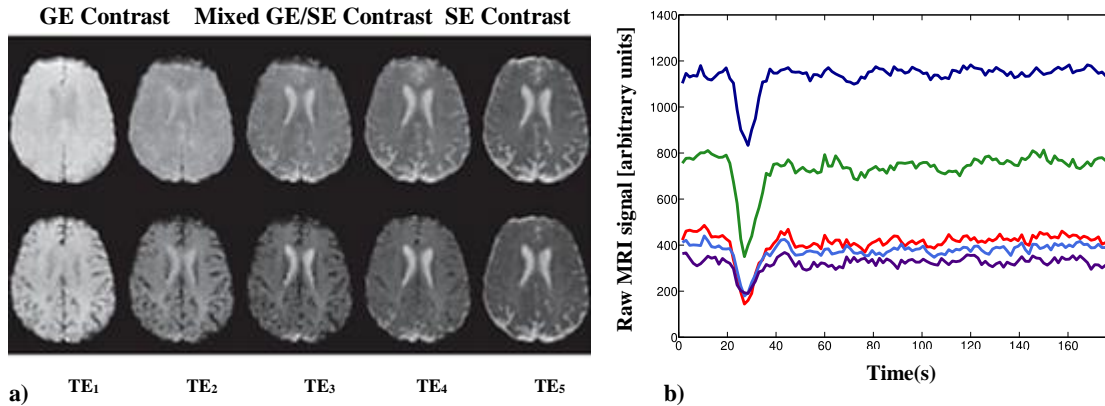 GE Contrast Mixed GE/SE Contrast SE Contrast
TE1 TE2 TE3 TE4 TE5
a)
Raw MRI signal [arbitrary units]
1400
1200
1000
800
600
400
200
0
0 20 40 60 80 100 120 140 160
Time(s)
b)